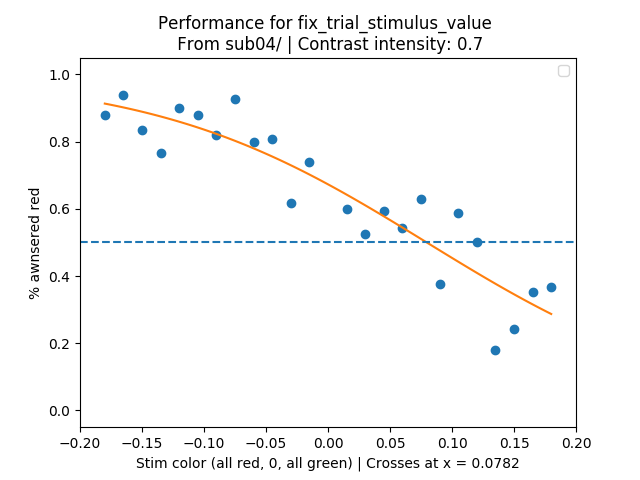 Performance for fix_trial_stimulus_value
From sub04/ | Contrast intensity: 0.7
1.0
0.8
0.6
0.4
0.2
0.0
% awnsered red
−0.20 −0.15 −0.10 −0.05 0.00 0.05 0.10 0.15 0.20
Stim color (all red, 0, all green) | Crosses at x = 0.0782